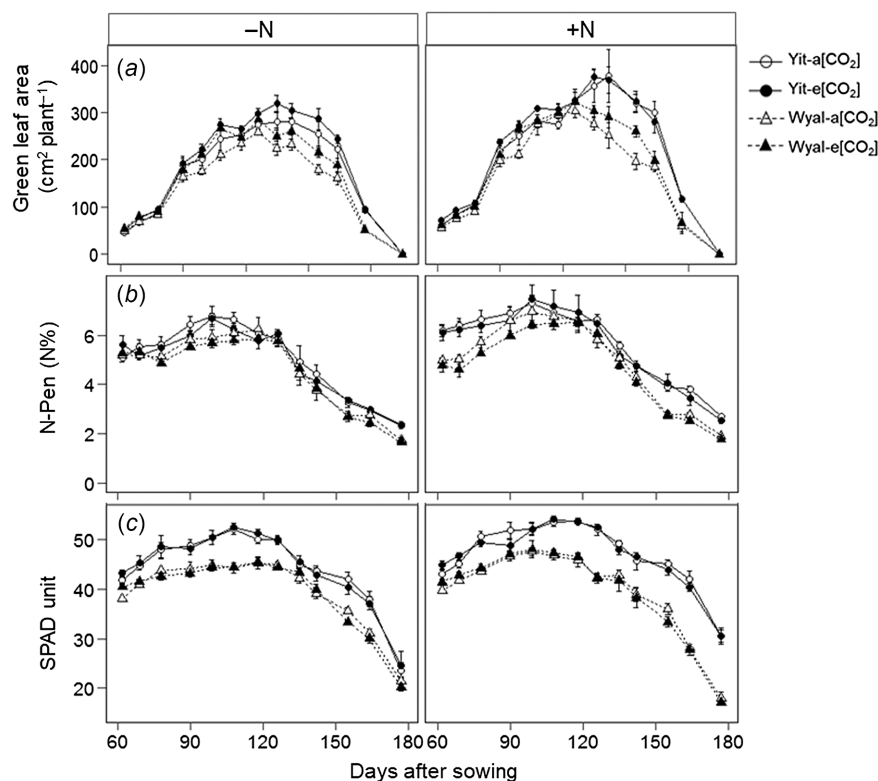 –N
+N
(a)
Yit-a[CO₂]
Yit-e[CO₂]
Wyal-a[CO₂]
Wyal-e[CO₂]
Green leaf area
(cm² plant⁻¹)
400
300
200
100
0
(b)
N-Pen (N%)
6
4
2
0
(c)
SPAD unit
50
40
30
20
60 90 120 150 180 60 90 120 150 180
Days after sowing